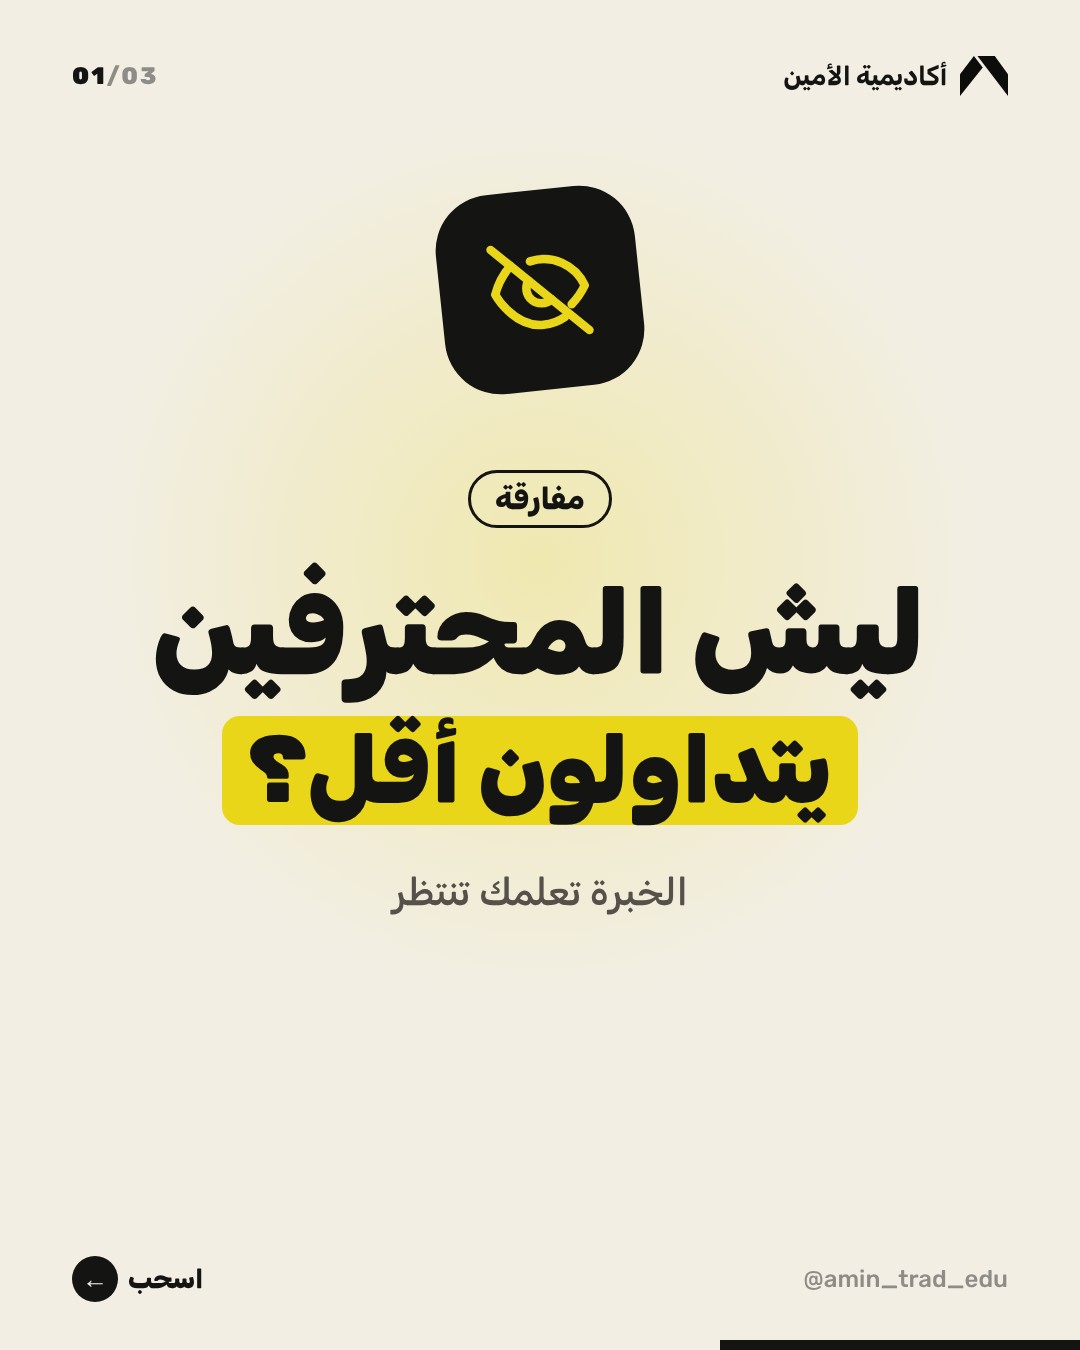 أكاديمية الأمين
01/03
مفارقة
ليش المحترفين
يتداولون أقل؟
الخبرة تعلمك تنتظر
@amin_trad_edu
اسحب ←